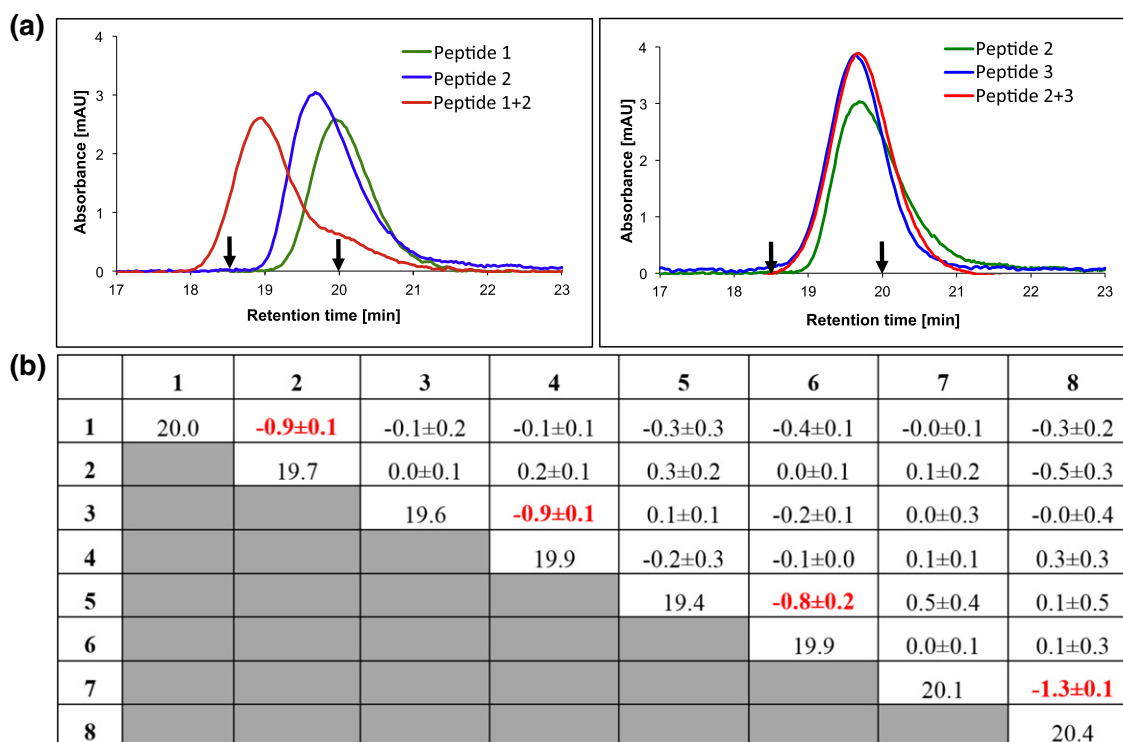 (a)
4
3
2
1
0
Absorbance [mAU]
Peptide 1
Peptide 2
Peptide 1+2
17 18 19 20 21 22 23
Retention time [min]
4
3
2
1
0
Absorbance [mAU]
Peptide 2
Peptide 3
Peptide 2+3
17 18 19 20 21 22 23
Retention time [min]
(b)
1 2 3 4 5 6 7 8
1 20.0 -0.9±0.1 -0.1±0.2 -0.1±0.1 -0.3±0.3 -0.4±0.1 -0.0±0.1 -0.3±0.2
2 19.7 0.0±0.1 0.2±0.1 0.3±0.2 0.0±0.1 0.1±0.2 -0.5±0.3
3 19.6 -0.9±0.1 0.1±0.1 -0.2±0.1 0.0±0.3 -0.0±0.4
4 19.9 -0.2±0.3 -0.1±0.0 0.1±0.1 0.3±0.3
5 19.4 -0.8±0.2 0.5±0.4 0.1±0.5
6 19.9 0.0±0.1 0.1±0.3
7 20.1 -1.3±0.1
8 20.4